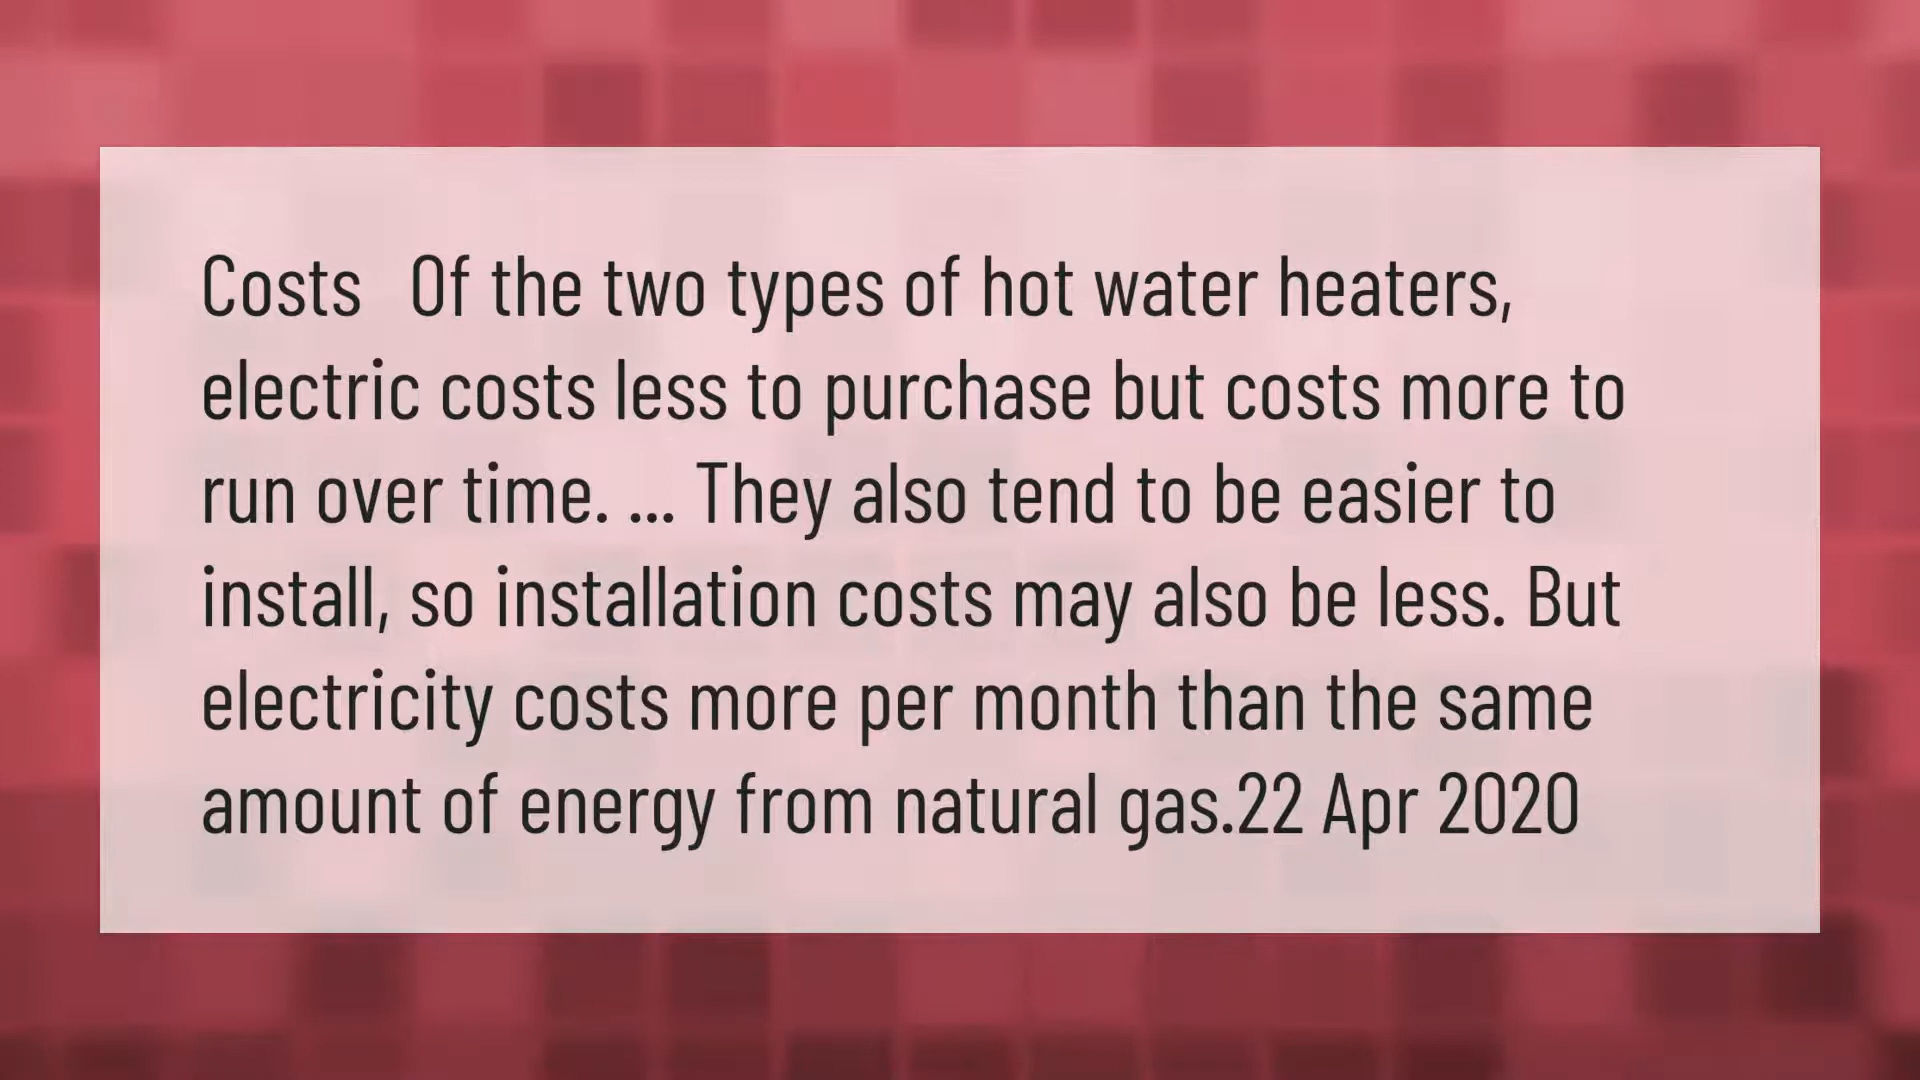 Costs   Of the two types of hot water heaters,
electric costs less to purchase but costs more to
run over time. ... They also tend to be easier to
install, so installation costs may also be less. But
electricity costs more per month than the same
amount of energy from natural gas.22 Apr 2020